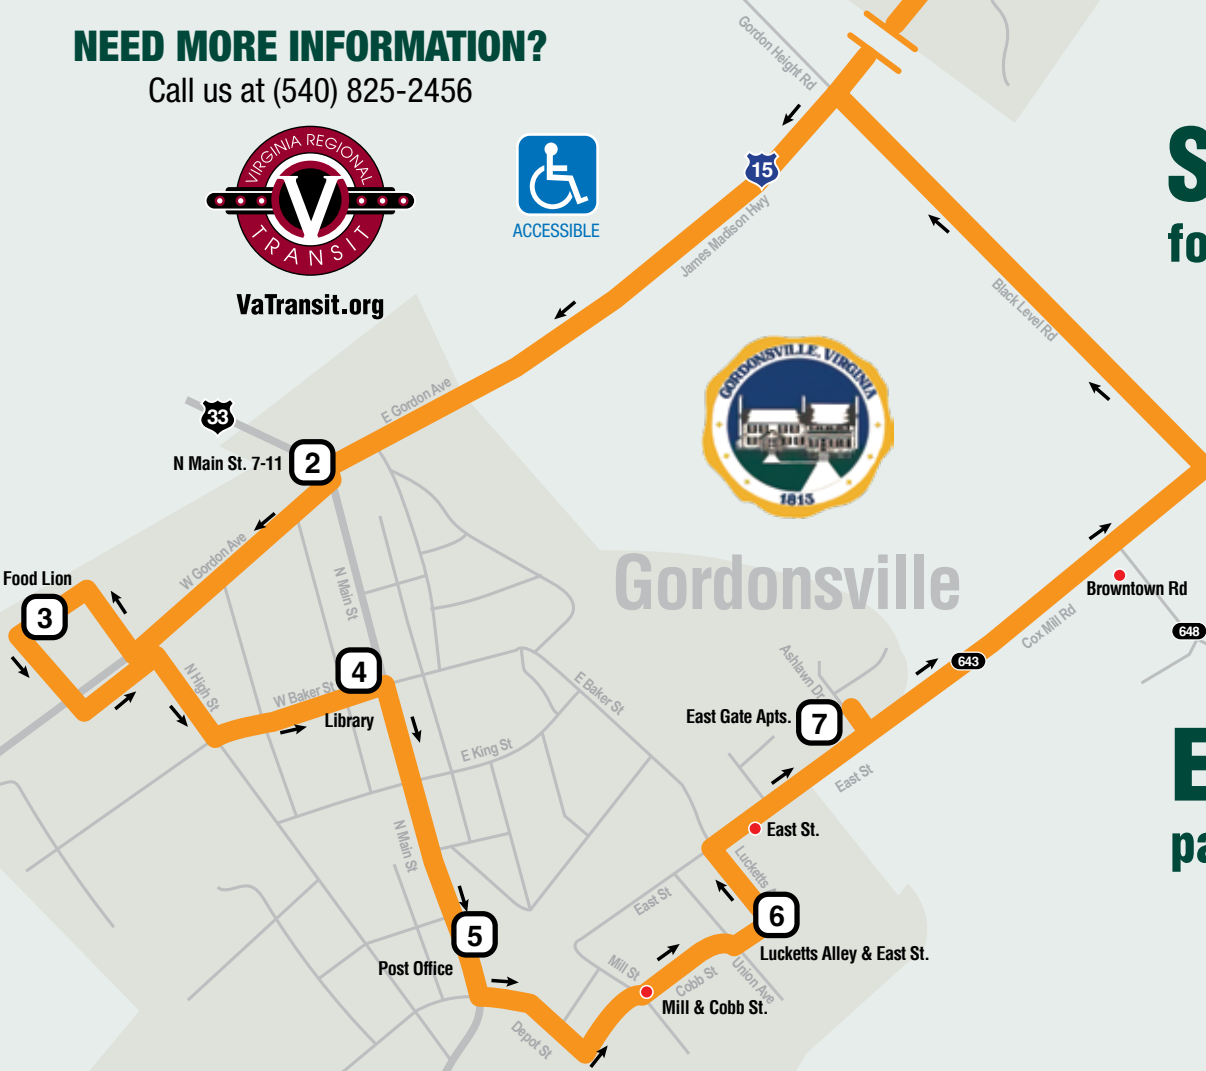 NEED MORE INFORMATION?
Call us at (540) 825-2456
VIRGINIA REGIONAL
V
TRANSIT
VaTransit.org
ACCESSIBLE
Gordon Height Rd
15
James Madison Hwy
S
fo
Black Level Rd
GORDONSVILLE, VIRGINIA
1813
E Gordon Ave
33
N Main St. 7-11
2
W Gordon Ave
N Main St
Gordonsville
Food Lion
3
Browntown Rd
Cox Mill Rd
648
643
Ashlawn Dr
4
N High St
W Baker St
Library
E Baker St
East Gate Apts.
7
E King St
East St
E
pa
N Main St
East St.
Lucketts
East St
6
Lucketts Alley & East St.
5
Post Office
Mill St
Cobb St
Union Ave
Mill & Cobb St.
Depot St